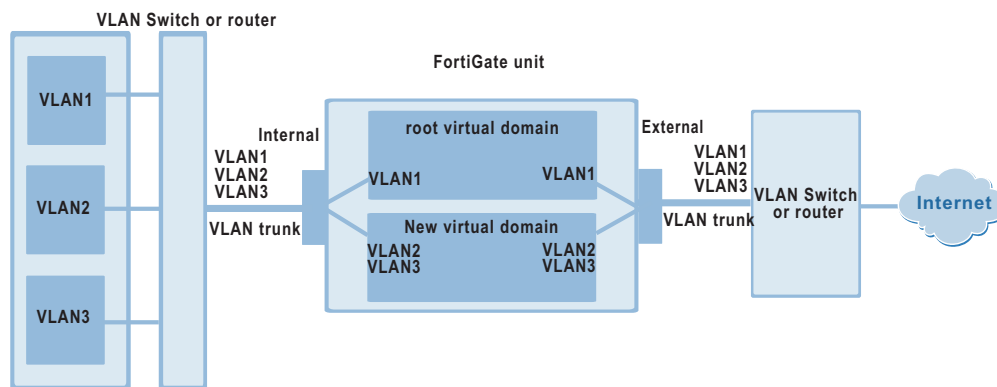 VLAN Switch or router
FortiGate unit
VLAN1
VLAN2
VLAN3
Internal
VLAN1
VLAN2
VLAN3
VLAN trunk
root virtual domain
VLAN1
VLAN1
New virtual domain
VLAN2
VLAN3
VLAN2
VLAN3
External
VLAN1
VLAN2
VLAN3
VLAN trunk
VLAN Switch
or router
Internet